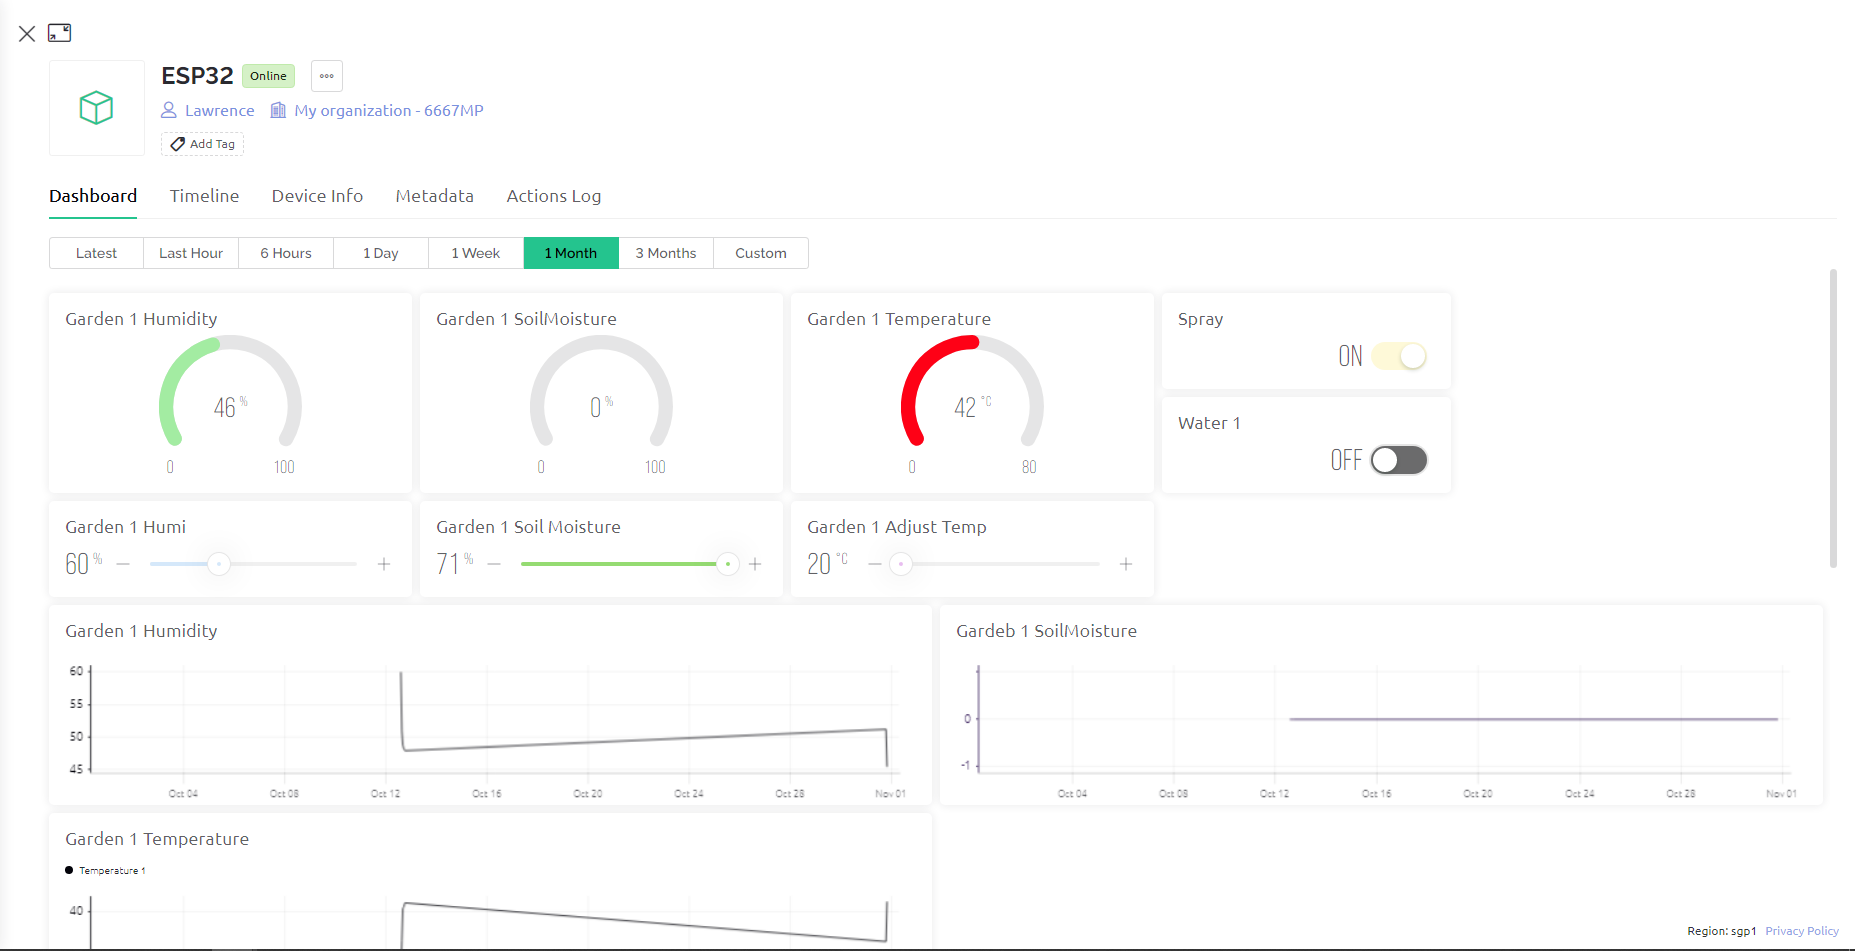 ESP32 Online
Lawrence My organization - 6667MP
Add Tag
Dashboard Timeline Device Info Metadata Actions Log
Latest Last Hour 6 Hours 1 Day 1 Week 1 Month 3 Months Custom
Garden 1 Humidity
46 %
0 100
Garden 1 SoilMoisture
0 %
0 100
Garden 1 Temperature
42 °C
0 80
Spray
ON
Water 1
OFF
Garden 1 Humi
60 % − +
Garden 1 Soil Moisture
71 % − +
Garden 1 Adjust Temp
20 °C − +
Garden 1 Humidity
60
55
50
45
Oct 04 Oct 08 Oct 12 Oct 16 Oct 20 Oct 24 Oct 28 Nov 01
Gardeb 1 SoilMoisture
0
-1
Oct 04 Oct 08 Oct 12 Oct 16 Oct 20 Oct 24 Oct 28 Nov 01
Garden 1 Temperature
Temperature 1
40
Region: sgp1 Privacy Policy